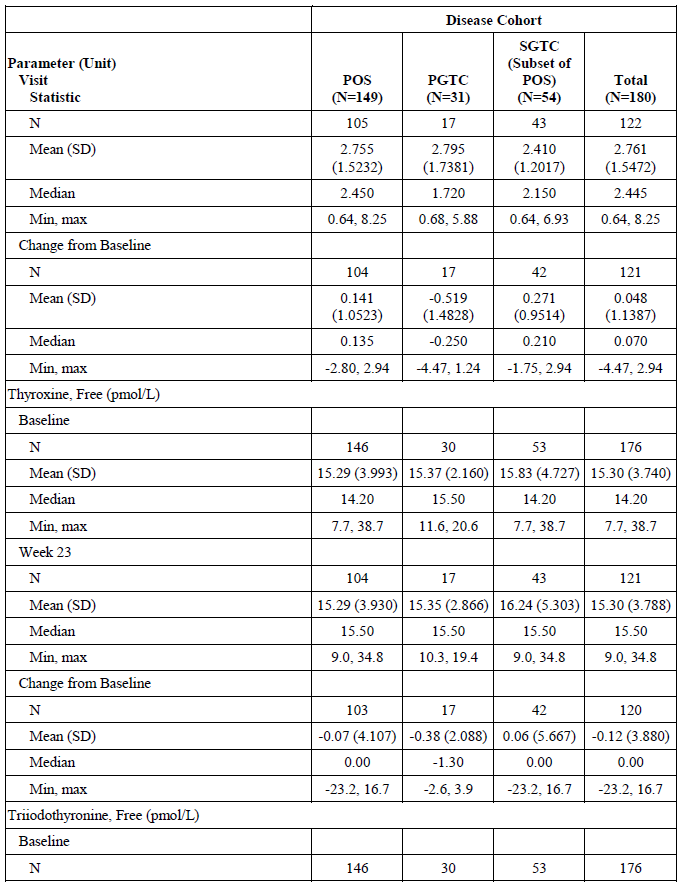 Disease Cohort
Parameter (Unit)
Visit
Statistic
POS
(N=149)
PGTC
(N=31)
SGTC
(Subset of
POS)
(N=54)
Total
(N=180)
N 105 17 43 122
Mean (SD) 2.755 (1.5232) 2.795 (1.7381) 2.410 (1.2017) 2.761 (1.5472)
Median 2.450 1.720 2.150 2.445
Min, max 0.64, 8.25 0.68, 5.88 0.64, 6.93 0.64, 8.25
Change from Baseline
N 104 17 42 121
Mean (SD) 0.141 (1.0523) -0.519 (1.4828) 0.271 (0.9514) 0.048 (1.1387)
Median 0.135 -0.250 0.210 0.070
Min, max -2.80, 2.94 -4.47, 1.24 -1.75, 2.94 -4.47, 2.94
Thyroxine, Free (pmol/L)
Baseline
N 146 30 53 176
Mean (SD) 15.29 (3.993) 15.37 (2.160) 15.83 (4.727) 15.30 (3.740)
Median 14.20 15.50 14.20 14.20
Min, max 7.7, 38.7 11.6, 20.6 7.7, 38.7 7.7, 38.7
Week 23
N 104 17 43 121
Mean (SD) 15.29 (3.930) 15.35 (2.866) 16.24 (5.303) 15.30 (3.788)
Median 15.50 15.50 15.50 15.50
Min, max 9.0, 34.8 10.3, 19.4 9.0, 34.8 9.0, 34.8
Change from Baseline
N 103 17 42 120
Mean (SD) -0.07 (4.107) -0.38 (2.088) 0.06 (5.667) -0.12 (3.880)
Median 0.00 -1.30 0.00 0.00
Min, max -23.2, 16.7 -2.6, 3.9 -23.2, 16.7 -23.2, 16.7
Triiodothyronine, Free (pmol/L)
Baseline
N 146 30 53 176